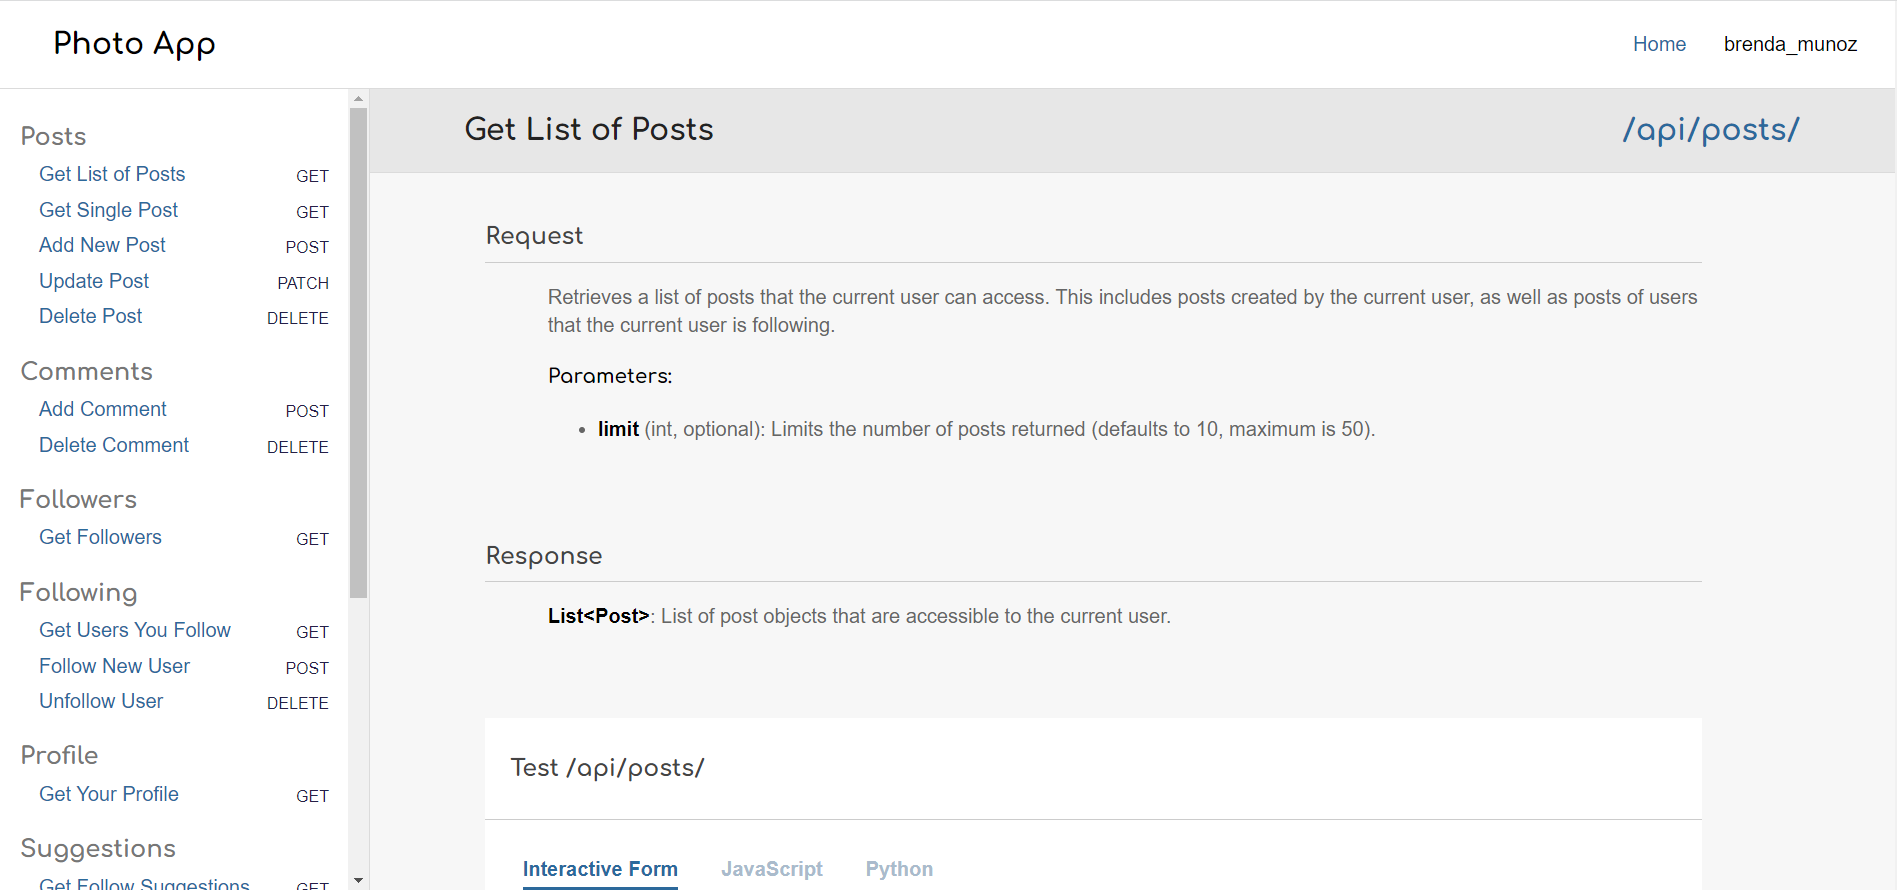 Photo App
Home
brenda_munoz
Posts
Get List of Posts GET
Get Single Post GET
Add New Post POST
Update Post PATCH
Delete Post DELETE
Comments
Add Comment POST
Delete Comment DELETE
Followers
Get Followers GET
Following
Get Users You Follow GET
Follow New User POST
Unfollow User DELETE
Profile
Get Your Profile GET
Suggestions
Get Follow Suggestions GET
Get List of Posts /api/posts/
Request
Retrieves a list of posts that the current user can access. This includes posts created by the current user, as well as posts of users
that the current user is following.
Parameters:
• limit (int, optional): Limits the number of posts returned (defaults to 10, maximum is 50).
Response
List<Post>: List of post objects that are accessible to the current user.
Test /api/posts/
Interactive Form JavaScript Python